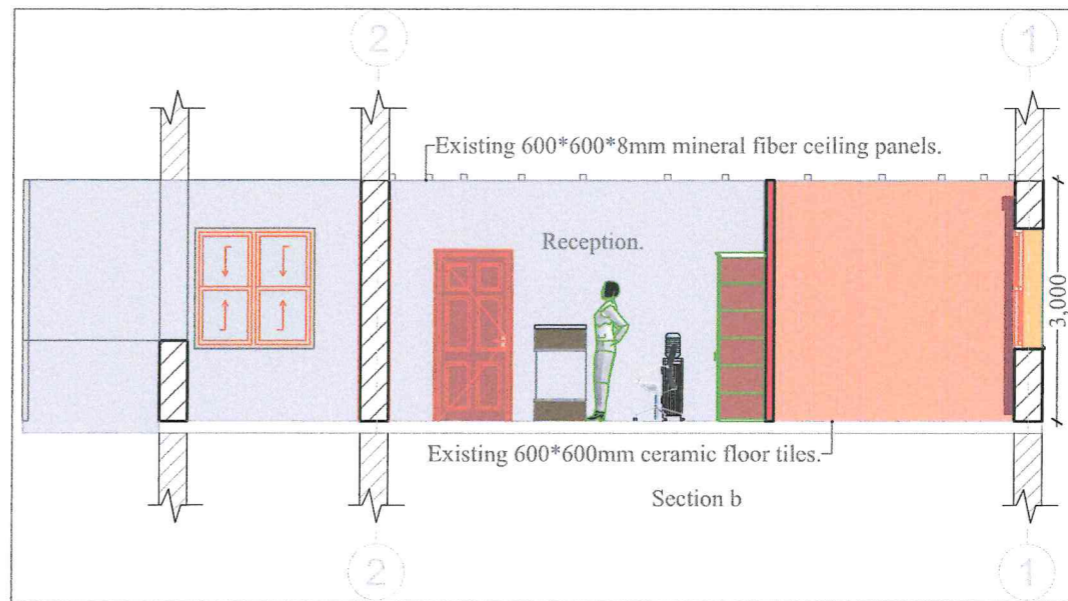 2
1
Existing 600*600*8mm mineral fiber ceiling panels.
Reception.
3,000
Existing 600*600mm ceramic floor tiles.
Section b
2
1